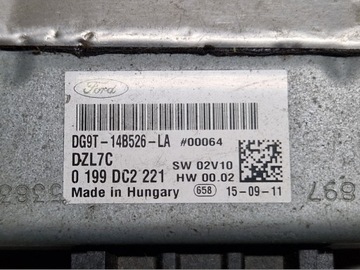 Ford
DG9T-14B526-LA #00064
DZL7C SW 02V10
0 199 DC2 221 HW 00.02
Made in Hungary 658 15-09-11